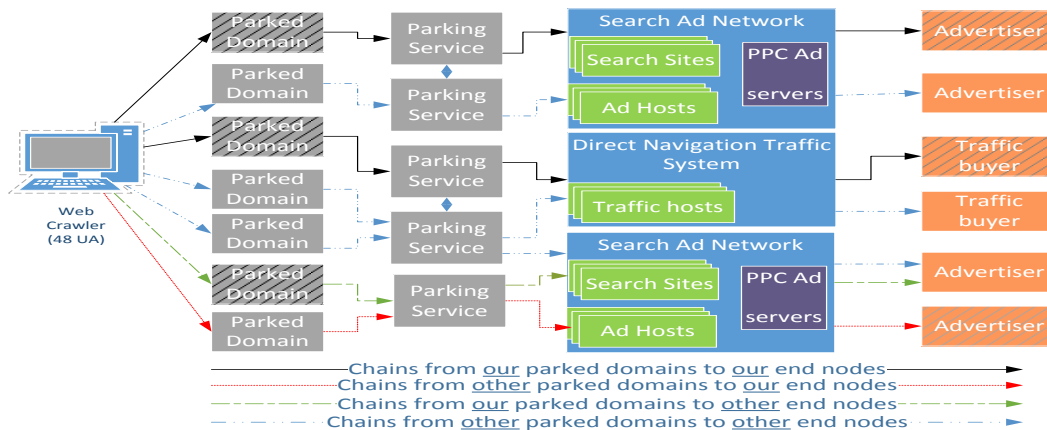 Parked
Domain
Parked
Domain
Parked
Domain
Parked
Domain
Parked
Domain
Parked
Domain
Parked
Domain
Web
Crawler
(48 UA)
Parking
Service
Parking
Service
Parking
Service
Parking
Service
Parking
Service
Search Ad Network
Search Sites
Ad Hosts
PPC Ad
servers
Direct Navigation Traffic
System
Traffic hosts
Search Ad Network
Search Sites
Ad Hosts
PPC Ad
servers
Advertiser
Advertiser
Traffic
buyer
Traffic
buyer
Advertiser
Advertiser
Chains from our parked domains to our end nodes
Chains from other parked domains to our end nodes
Chains from our parked domains to other end nodes
Chains from other parked domains to other end nodes